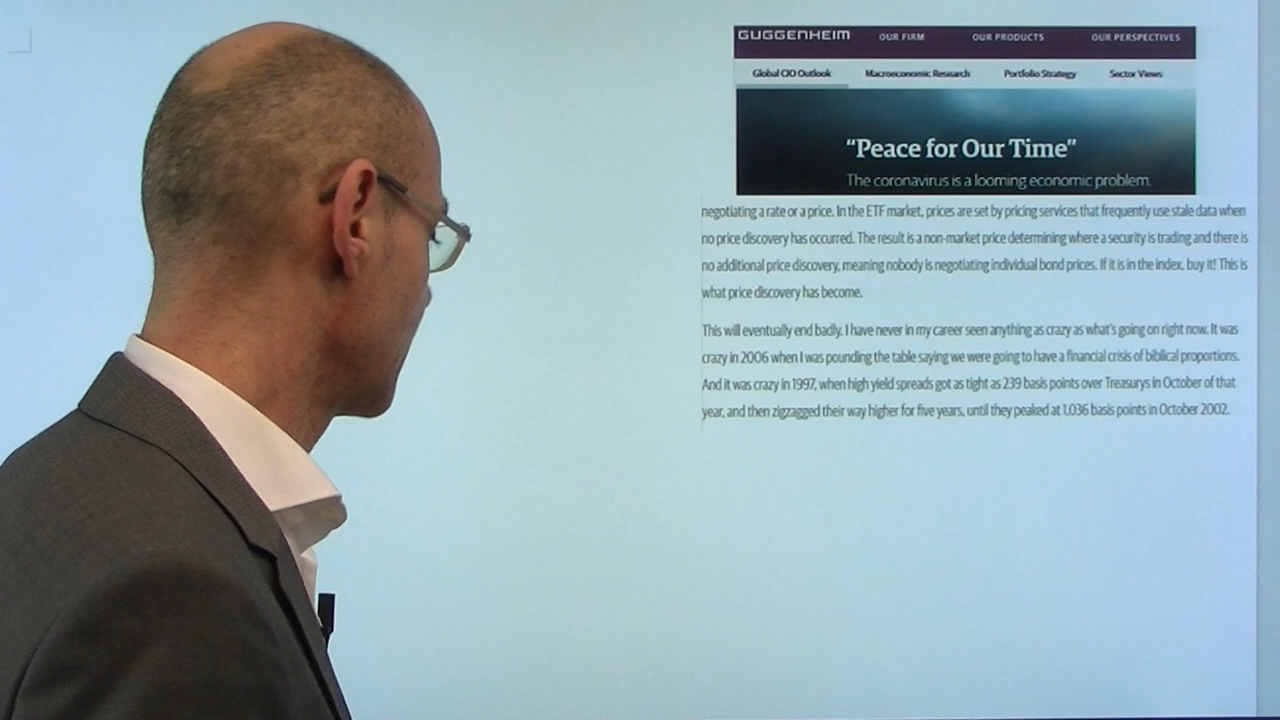 GUGGENHEIM OUR FIRM OUR PRODUCTS OUR PERSPECTIVES
Global CIO Outlook Macroeconomic Research Portfolio Strategy Sector Views
“Peace for Our Time”
The coronavirus is a looming economic problem.
negotiating a rate or a price. In the ETF market, prices are set by pricing services that frequently use stale data when
no price discovery has occurred. The result is a non-market price determining where a security is trading and there is
no additional price discovery, meaning nobody is negotiating individual bond prices. If it is in the index, buy it! This is
what price discovery has become.
This will eventually end badly. I have never in my career seen anything as crazy as what's going on right now. It was
crazy in 2006 when I was pounding the table saying we were going to have a financial crisis of biblical proportions.
And it was crazy in 1997, when high yield spreads got as tight as 239 basis points over Treasurys in October of that
year, and then zigzagged their way higher for five years, until they peaked at 1,036 basis points in October 2002.